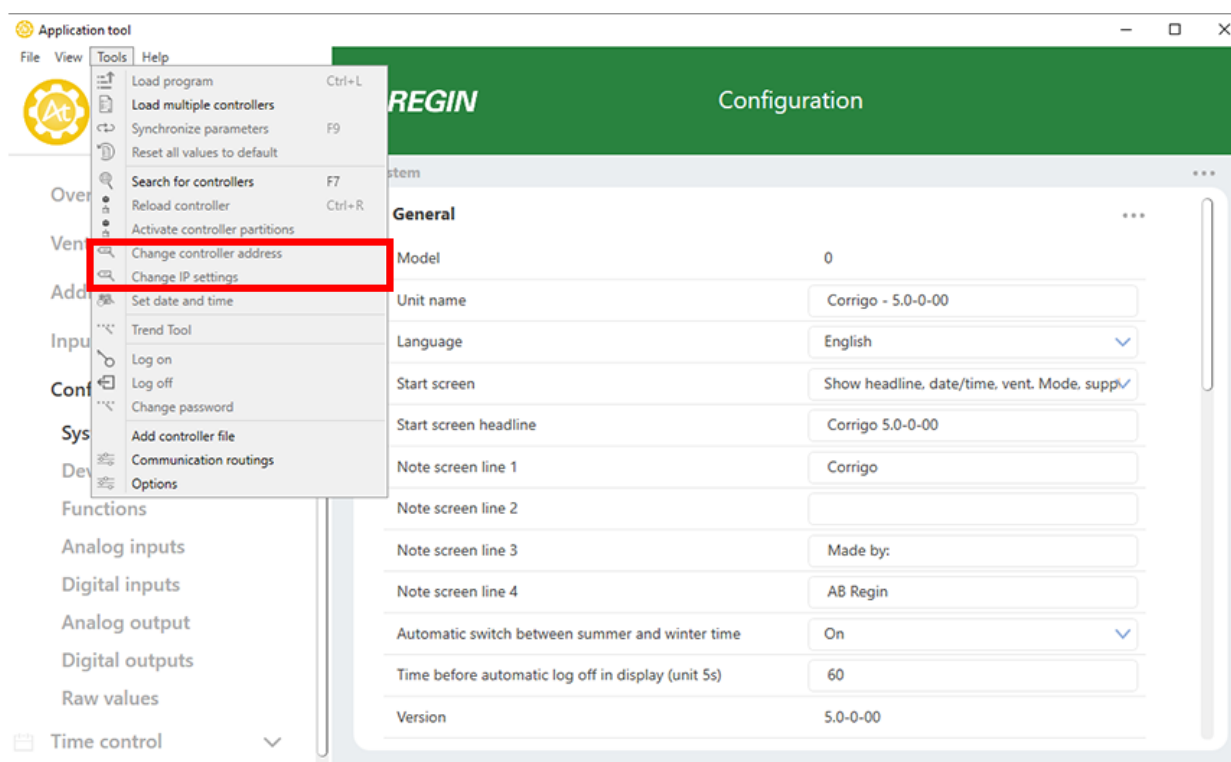 Application tool
File View Tools Help
At
Load program Ctrl+L
Load multiple controllers
Synchronize parameters F9
Reset all values to default
Search for controllers F7
Reload controller Ctrl+R
Activate controller partitions
Change controller address
Change IP settings
Set date and time
Trend Tool
Log on
Log off
Change password
Add controller file
Communication routings
Options
Functions
Analog inputs
Digital inputs
Analog output
Digital outputs
Raw values
Time control
REGIN
Configuration
General
Model 0
Unit name Corrigo - 5.0-0-00
Language English
Start screen Show headline, date/time, vent. Mode, supp
Start screen headline Corrigo 5.0-0-00
Note screen line 1 Corrigo
Note screen line 2
Note screen line 3 Made by:
Note screen line 4 AB Regin
Automatic switch between summer and winter time On
Time before automatic log off in display (unit 5s) 60
Version 5.0-0-00